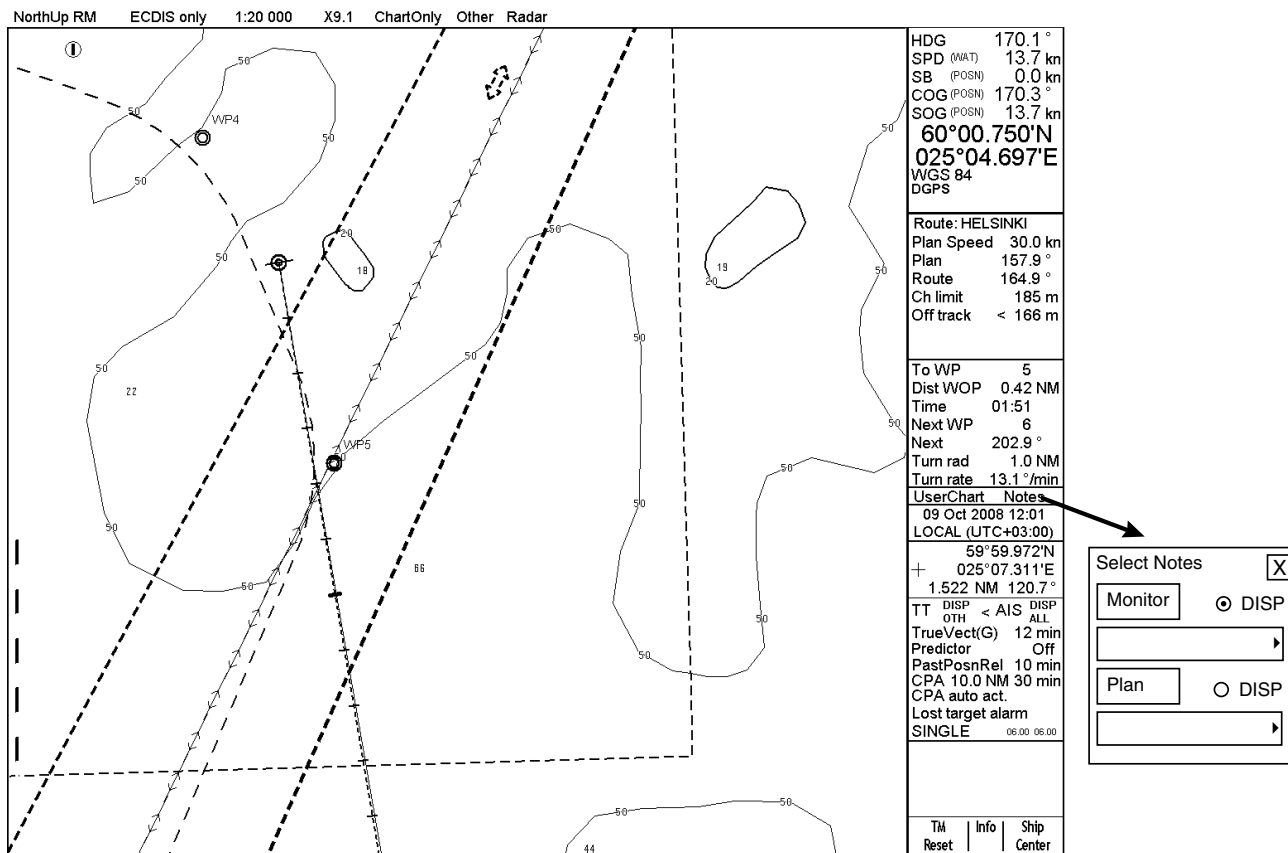 NorthUp RM ECDIS only 1:20 000 X9.1 ChartOnly Other Radar
HDG 170.1 °
SPD (WAT) 13.7 kn
SB (POSN) 0.0 kn
COG (POSN) 170.3 °
SOG (POSN) 13.7 kn
60°00.750'N
025°04.697'E
WGS 84
DGPS
Route: HELSINKI
Plan Speed 30.0 kn
Plan 157.9 °
Route 164.9 °
Ch limit 185 m
Off track < 166 m
To WP 5
Dist WOP 0.42 NM
Time 01:51
Next WP 6
Next 202.9 °
Turn rad 1.0 NM
Turn rate 13.1°/min
UserChart Notes
09 Oct 2008 12:01
LOCAL (UTC+03:00)
59°59.972'N
+ 025°07.311'E
1.522 NM 120.7°
TT DISP OTH < AIS DISP ALL
TrueVect(G) 12 min
Predictor Off
PastPosnRel 10 min
CPA 10.0 NM 30 min
CPA auto act.
Lost target alarm
SINGLE 06.00 06.00
TM Reset Info Ship Center
Select Notes X
Monitor DISP
Plan DISP
50
50
WP4
50
50
50
50
20
18
50
50
19
20
50
50
50
50
22
50
WP5
50
50
50
50
66
50
50
50
50
50
44